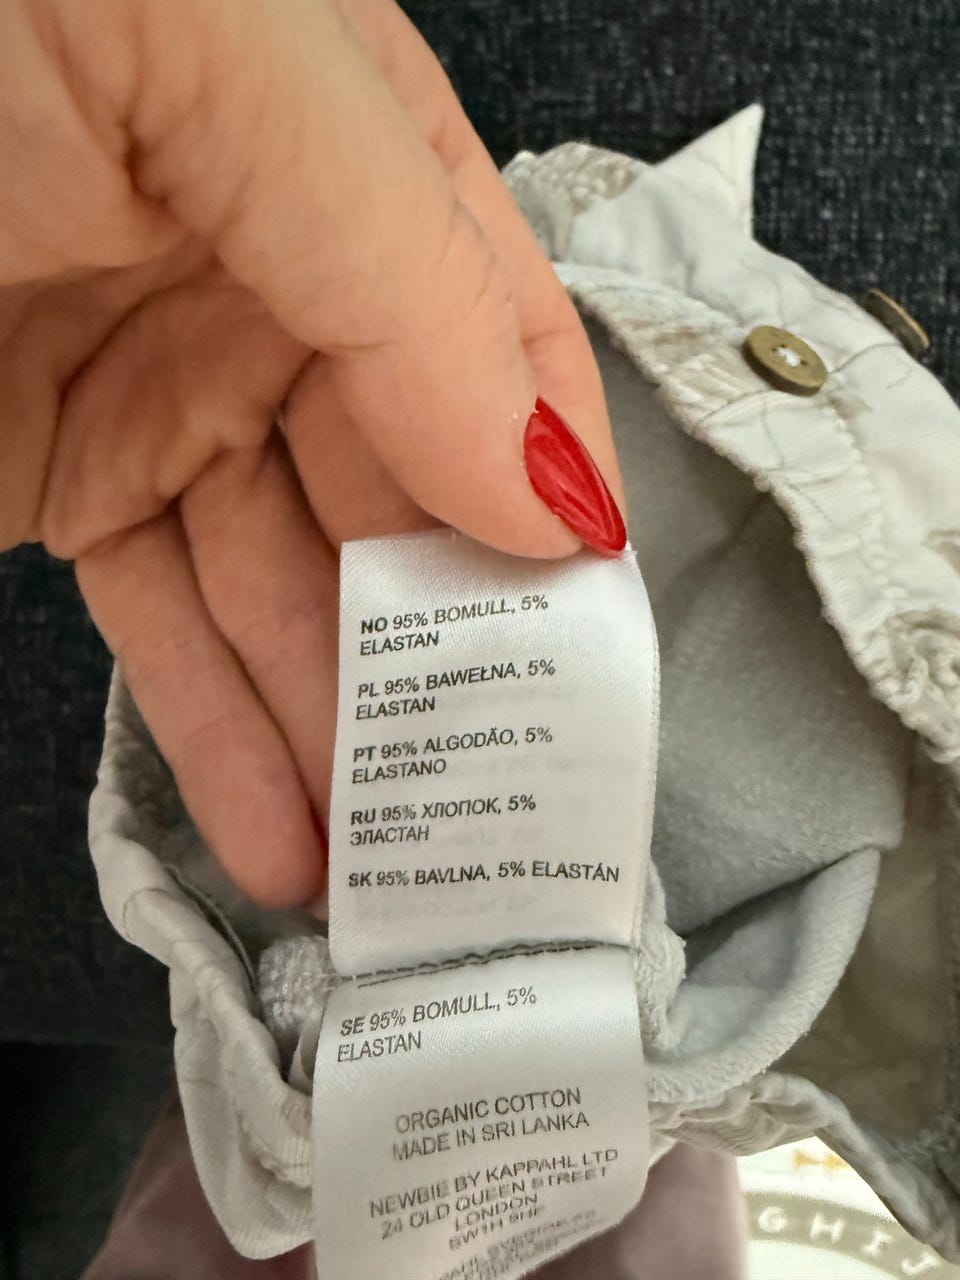 NO 95% BOMULL, 5%
ELASTAN
PL 95% BAWEŁNA, 5%
ELASTAN
PT 95% ALGODÃO, 5%
ELASTANO
RU 95% ХЛОПОК, 5%
ЭЛАСТАН
SK 95% BAVLNA, 5% ELASTÁN
SE 95% BOMULL, 5%
ELASTAN
ORGANIC COTTON
MADE IN SRI LANKA
NEWBIE BY KAPPAHL LTD
24 OLD QUEEN STREET
LONDON
SW1H 9HP
G H I J